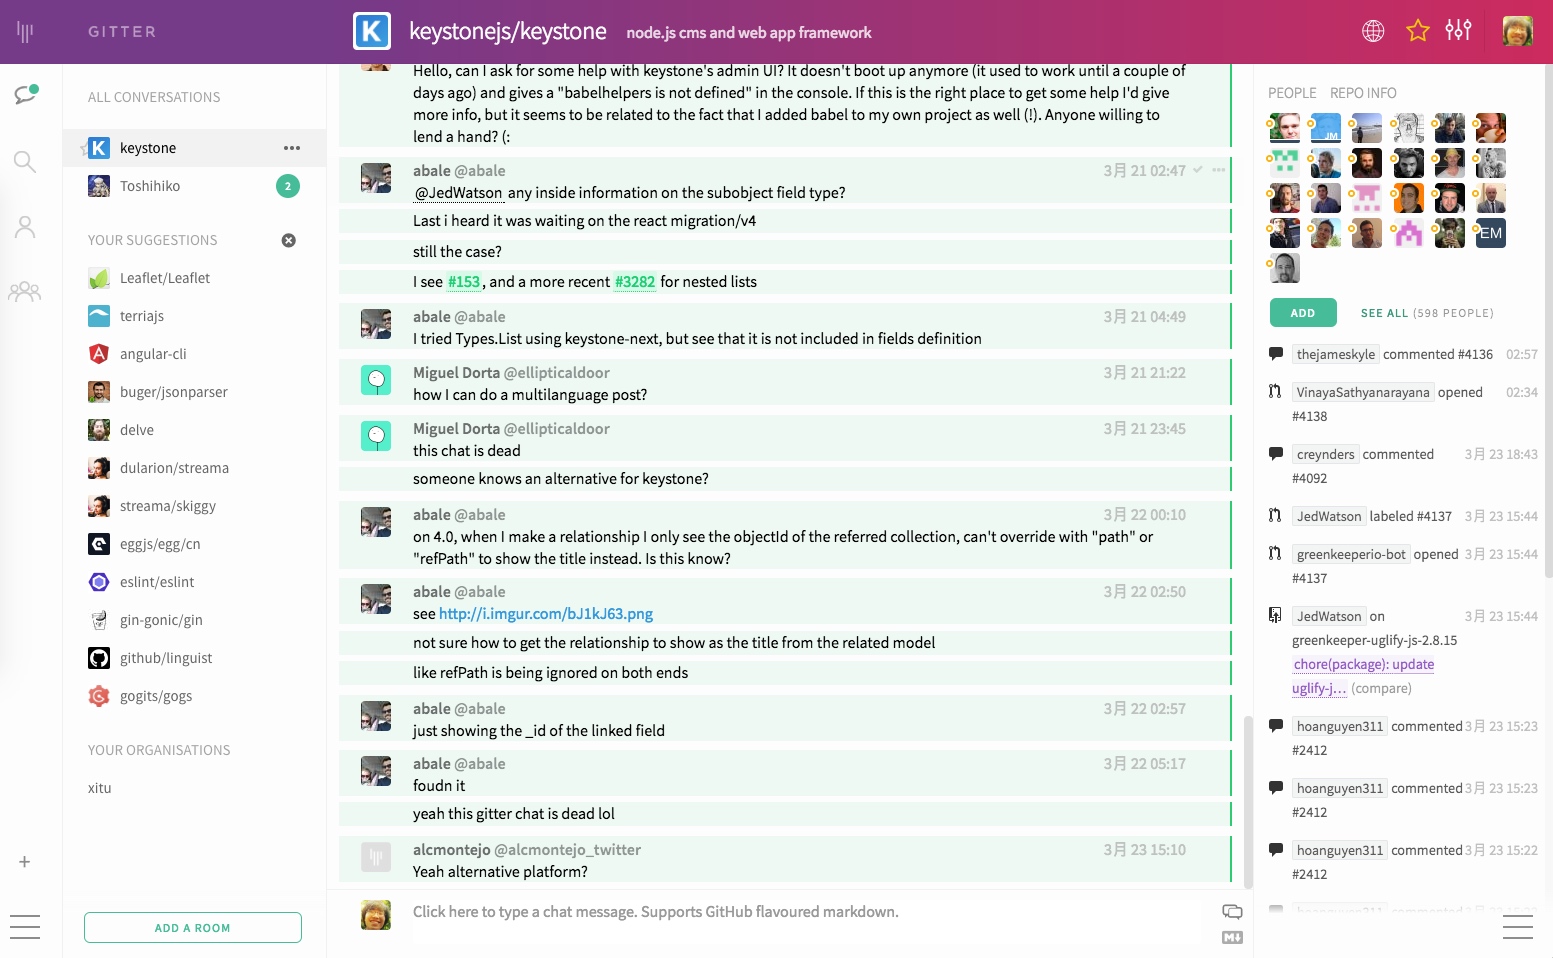 GITTER
K
keystonejs/keystone
node.js cms and web app framework
ALL CONVERSATIONS
K
keystone
Toshihiko
2
YOUR SUGGESTIONS
Leaflet/Leaflet
terriajs
angular-cli
buger/jsonparser
delve
dularion/streama
streama/skiggy
eggjs/egg/cn
eslint/eslint
gin-gonic/gin
github/linguist
gogits/gogs
YOUR ORGANISATIONS
xitu
+
ADD A ROOM
Hello, can I ask for some help with keystone's admin UI? It doesn't boot up anymore (it used to work until a couple of
days ago) and gives a "babelhelpers is not defined" in the console. If this is the right place to get some help I'd give
more info, but it seems to be related to the fact that I added babel to my own project as well (!). Anyone willing to
lend a hand? (:
abale @abale
3月 21 02:47
@JedWatson any inside information on the subobject field type?
Last i heard it was waiting on the react migration/v4
still the case?
I see #153, and a more recent #3282 for nested lists
abale @abale
3月 21 04:49
I tried Types.List using keystone-next, but see that it is not included in fields definition
Miguel Dorta @ellipticaldoor
3月 21 21:22
how I can do a multilanguage post?
Miguel Dorta @ellipticaldoor
3月 21 23:45
this chat is dead
someone knows an alternative for keystone?
abale @abale
3月 22 00:10
on 4.0, when I make a relationship I only see the objectId of the referred collection, can't override with "path" or
"refPath" to show the title instead. Is this know?
abale @abale
3月 22 02:50
see http://i.imgur.com/bJ1kJ63.png
not sure how to get the relationship to show as the title from the related model
like refPath is being ignored on both ends
abale @abale
3月 22 02:57
just showing the _id of the linked field
abale @abale
3月 22 05:17
foudn it
yeah this gitter chat is dead lol
alcmontejo @alcmontejo_twitter
3月 23 15:10
Yeah alternative platform?
Click here to type a chat message. Supports GitHub flavoured markdown.
M
PEOPLE
REPO INFO
JM
EM
ADD
SEE ALL (598 PEOPLE)
thejameskyle commented #4136
02:57
VinayaSathyanarayana opened
02:34
#4138
creynders commented
3月 23 18:43
#4092
JedWatson labeled #4137
3月 23 15:44
greenkeeperio-bot opened
3月 23 15:44
#4137
JedWatson on
3月 23 15:44
greenkeeper-uglify-js-2.8.15
chore(package): update
uglify-j… (compare)
hoanguyen311 commented
3月 23 15:23
#2412
hoanguyen311 commented
3月 23 15:23
#2412
hoanguyen311 commented
3月 23 15:22
#2412